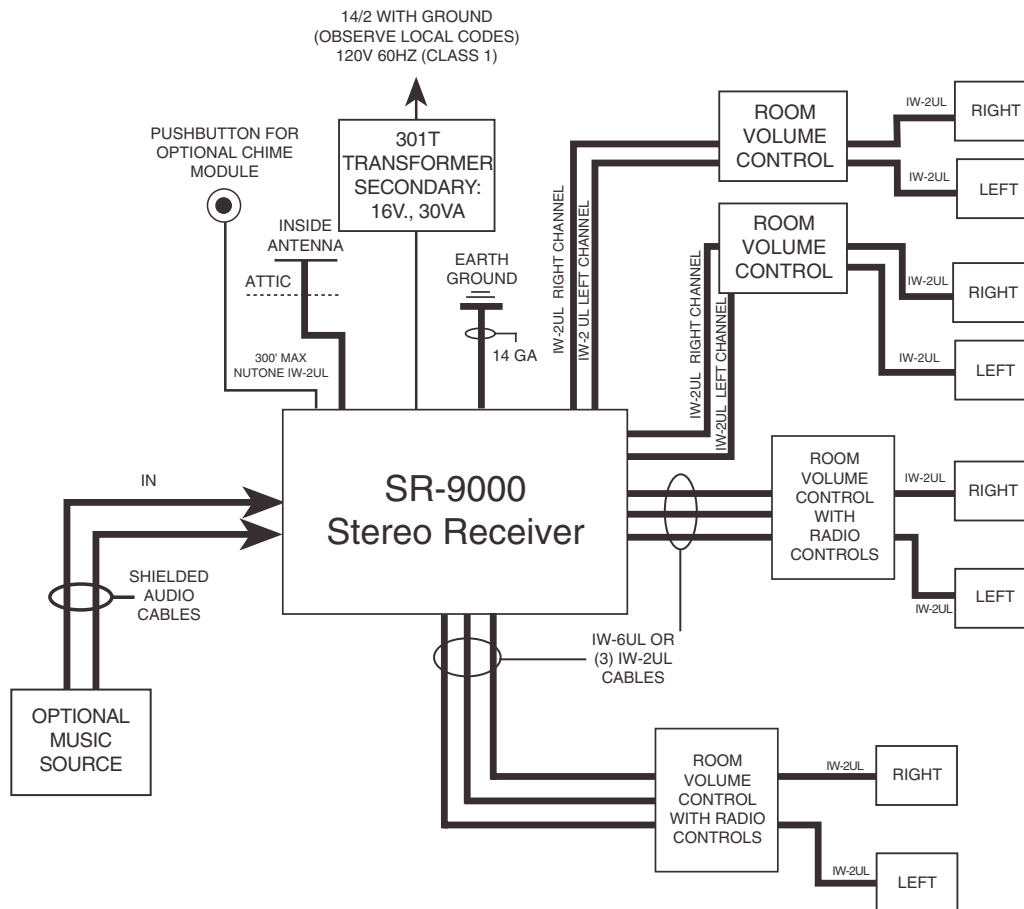 14/2 WITH GROUND
(OBSERVE LOCAL CODES)
120V 60HZ (CLASS 1)
301T
TRANSFORMER
SECONDARY:
16V., 30VA
PUSHBUTTON FOR
OPTIONAL CHIME
MODULE
INSIDE
ANTENNA
ATTIC
EARTH
GROUND
14 GA
300' MAX
NUTONE IW-2UL
IW-2UL RIGHT CHANNEL
IW-2 UL LEFT CHANNEL
ROOM
VOLUME
CONTROL
IW-2UL
RIGHT
IW-2UL
LEFT
IW-2UL RIGHT CHANNEL
IW-2UL LEFT CHANNEL
ROOM
VOLUME
CONTROL
IW-2UL
RIGHT
IW-2UL
LEFT
SR-9000
Stereo Receiver
IN
SHIELDED
AUDIO
CABLES
OPTIONAL
MUSIC
SOURCE
ROOM
VOLUME
CONTROL
WITH
RADIO
CONTROLS
IW-2UL
RIGHT
IW-2UL
LEFT
IW-6UL OR
(3) IW-2UL
CABLES
ROOM
VOLUME
CONTROL
WITH RADIO
CONTROLS
IW-2UL
RIGHT
IW-2UL
LEFT